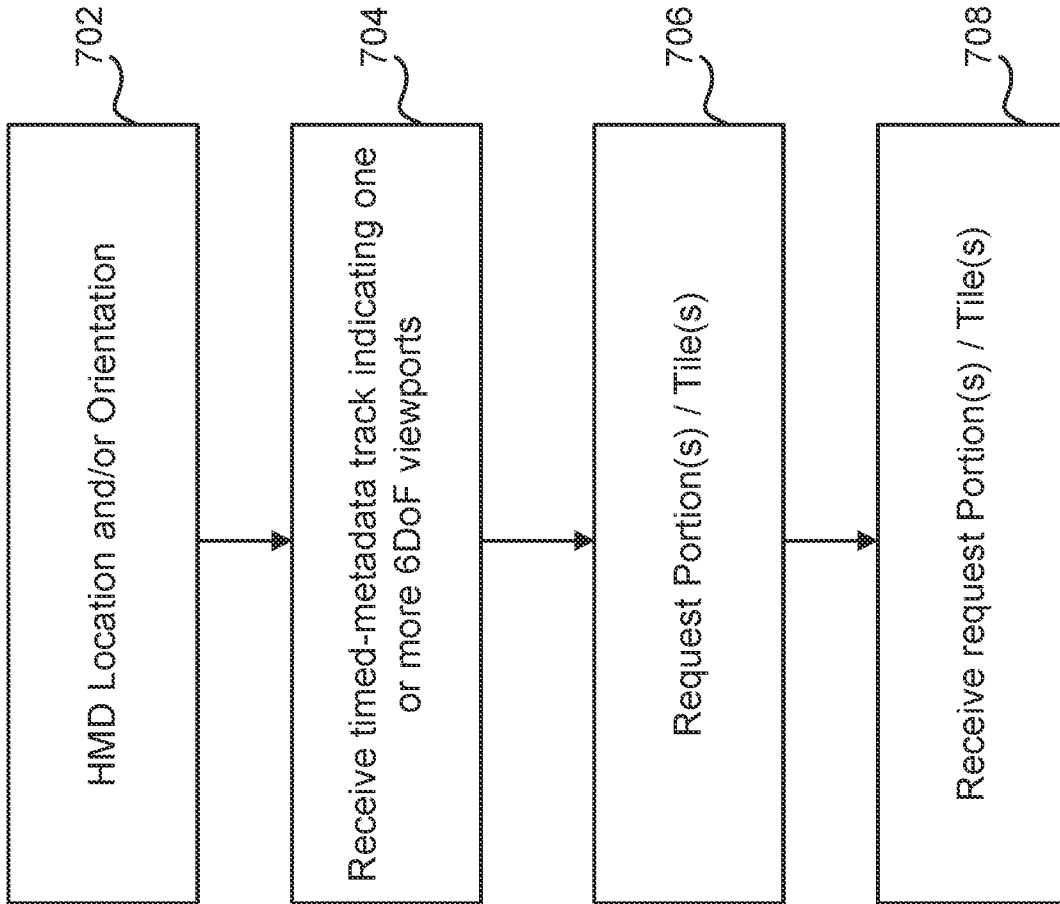 HMD Location and/or Orientation
702
Receive timed-metadata track indicating one
or more 6DoF viewports
704
Request Portion(s) / Tile(s)
706
Receive request Portion(s) / Tile(s)
708